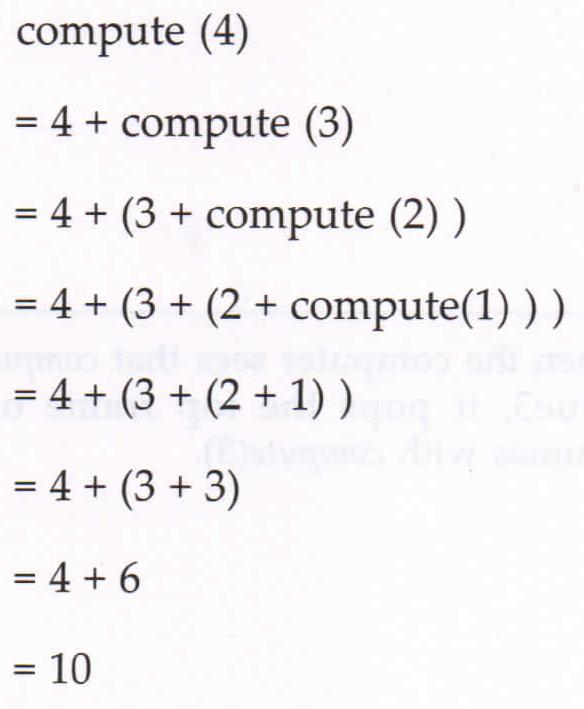 compute (4)
= 4 + compute (3)
= 4 + (3 + compute (2) )
= 4 + (3 + (2 + compute(1) ) )
= 4 + (3 + (2 + 1) )
= 4 + (3 + 3)
= 4 + 6
= 10